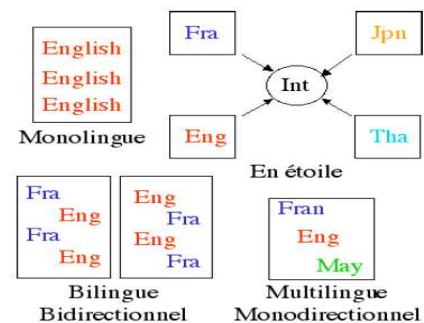 English
English
English
Monolingue
Fra
Jpn
Int
Eng
Tha
En étoile
Fra
Eng
Fra
Eng
Eng
Fra
Eng
Fra
Bilingue
Bidirectionnel
Fran
Eng
May
Multilingue
Monodirectionnel